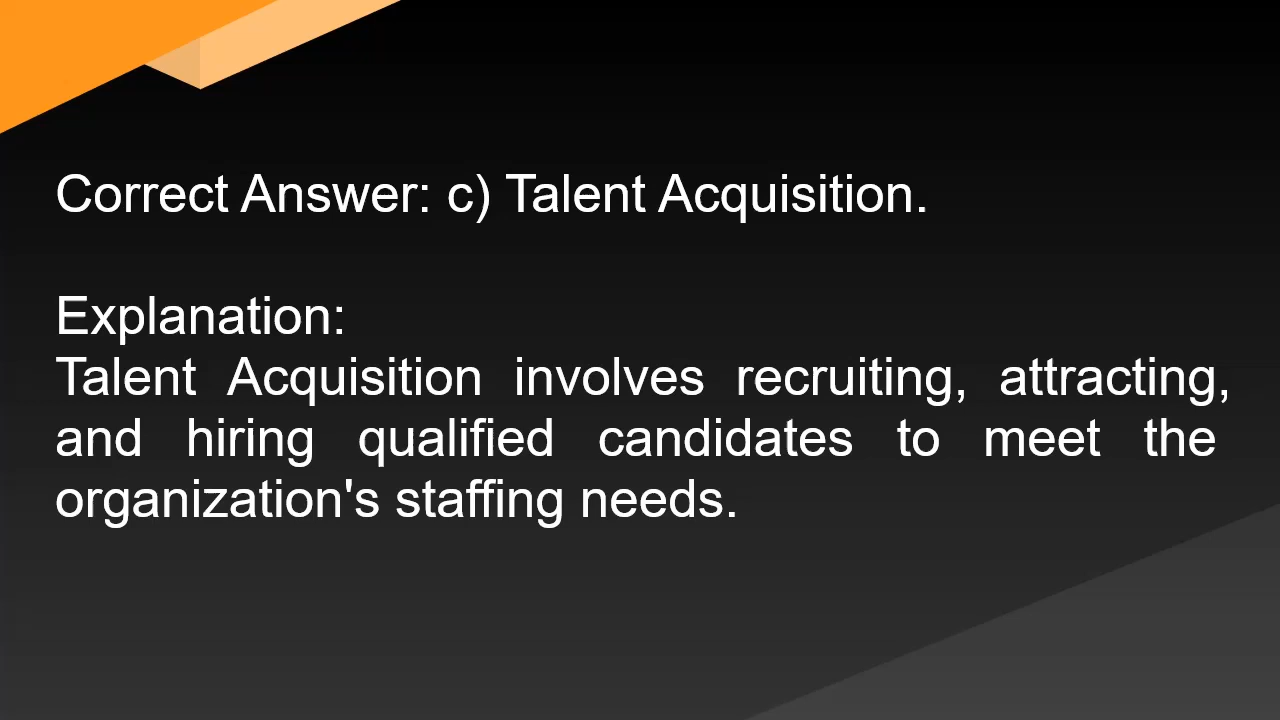 Correct Answer: c) Talent Acquisition.
Explanation:
Talent Acquisition involves recruiting, attracting,
and hiring qualified candidates to meet the
organization's staffing needs.